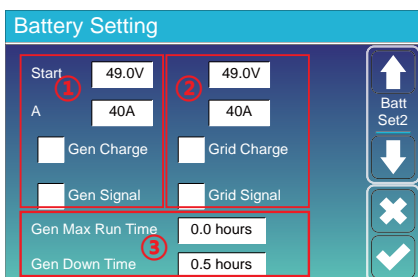 Battery Setting
Start 49.0V 49.0V
① ②
A 40A 40A
Gen Charge Grid Charge
Gen Signal Grid Signal
Gen Max Run Time 0.0 hours
③
Gen Down Time 0.5 hours
Batt
Set2